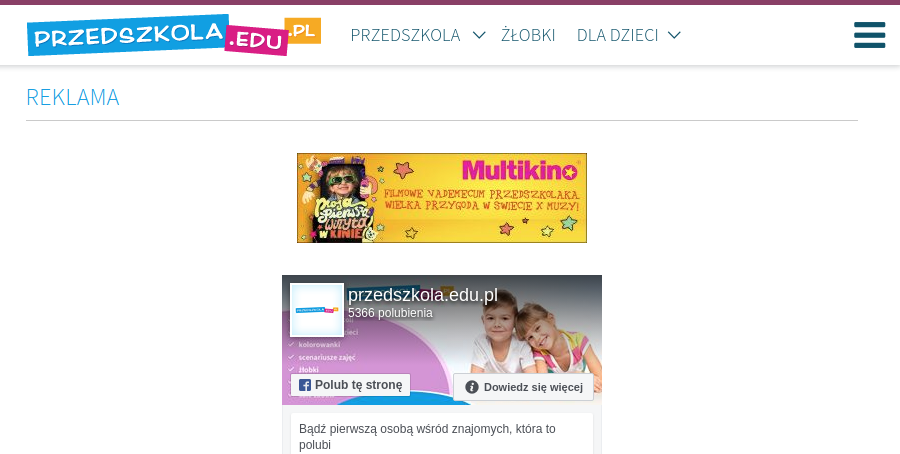 PRZEDSZKOLA.EDU.PL
PRZEDSZKOLA ŻŁOBKI DLA DZIECI
REKLAMA
Multikino
Moja
Pierwsza
wizyta
w KINIE
FILMOWE VADEMECUM PRZEDSZKOLAKA
WIELKA PRZYGODA W ŚWIECIE X MUZY!
przedszkola.edu.pl
5366 polubienia
kolorowanki
scenariusze zajęć
żłobki
Polub tę stronę
Dowiedz się więcej
Bądź pierwszą osobą wśród znajomych, która to
polubi